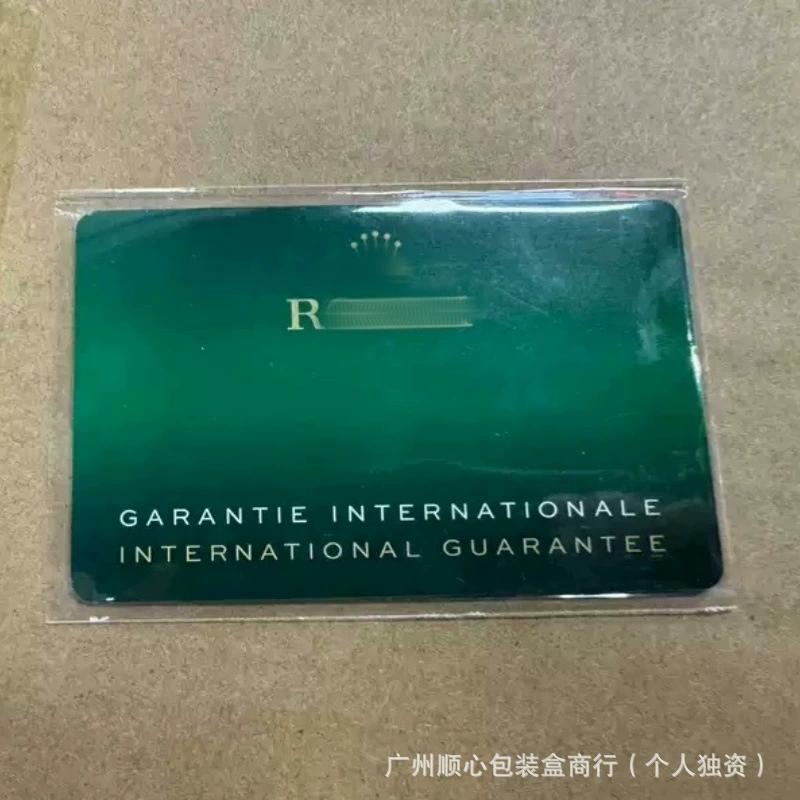 R
GARANTIE INTERNATIONALE
INTERNATIONAL GUARANTEE
广州顺心包装盒商行（个人独资）